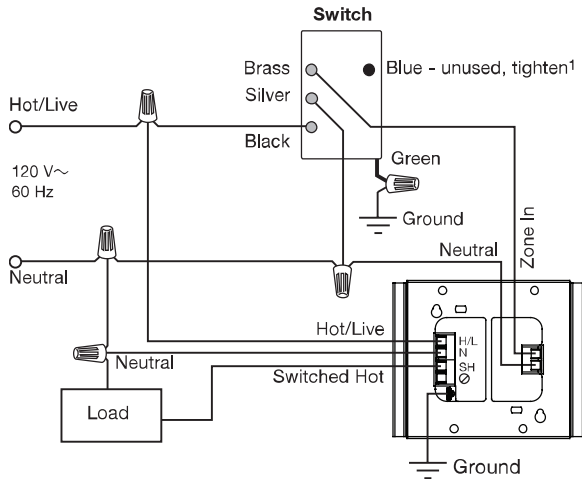 Switch
Brass
Blue - unused, tighten1
Silver
Hot/Live
Black
120 V~
60 Hz
Green
Ground
Zone In
Neutral
Neutral
Hot/Live
H/L
N
Neutral
SH
Switched Hot
Load
Ground